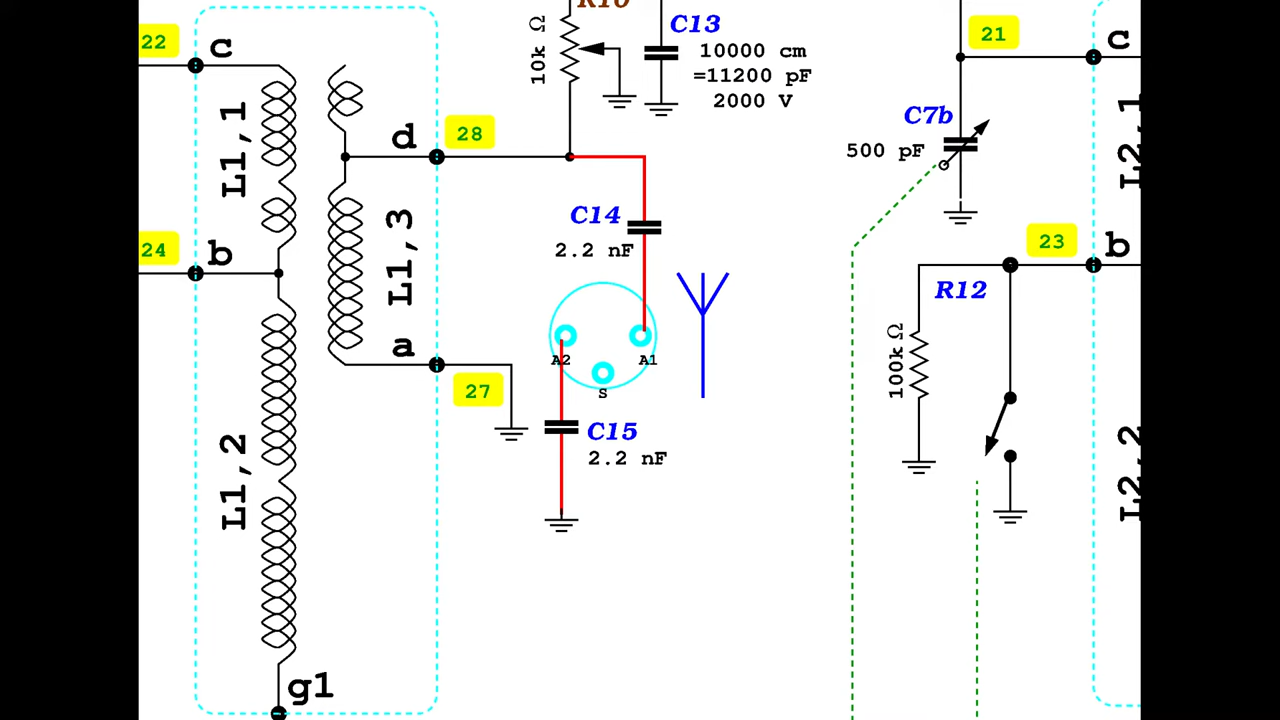 R10
C13
10k Ω
10000 cm
=11200 pF
2000 V
22
c
L1,1
d
28
21
c
C7b
500 pF
L2,1
C14
2.2 nF
L1,3
24
b
23
b
R12
100k Ω
a
27
A2
A1
S
C15
2.2 nF
L1,2
L2,2
g1